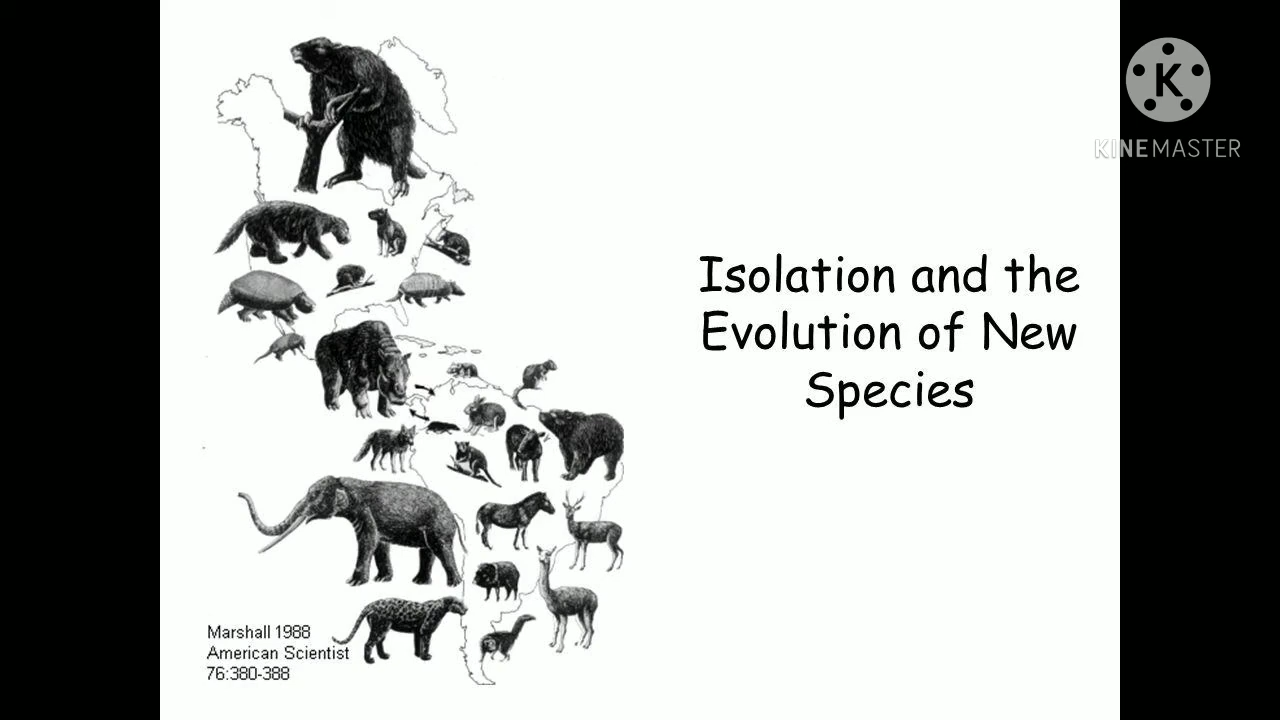 K
KINEMASTER
Isolation and the
Evolution of New
Species
Marshall 1988
American Scientist
76:380-388